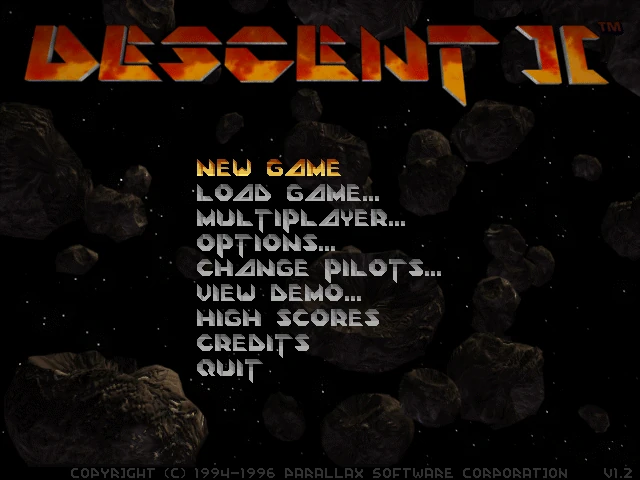 DESCENT II™
NEW GAME
LOAD GAME...
MULTIPLAYER...
OPTIONS...
CHANGE PILOTS...
VIEW DEMO...
HIGH SCORES
CREDITS
QUIT
COPYRIGHT (C) 1994-1996 PARALLAX SOFTWARE CORPORATION V1.2